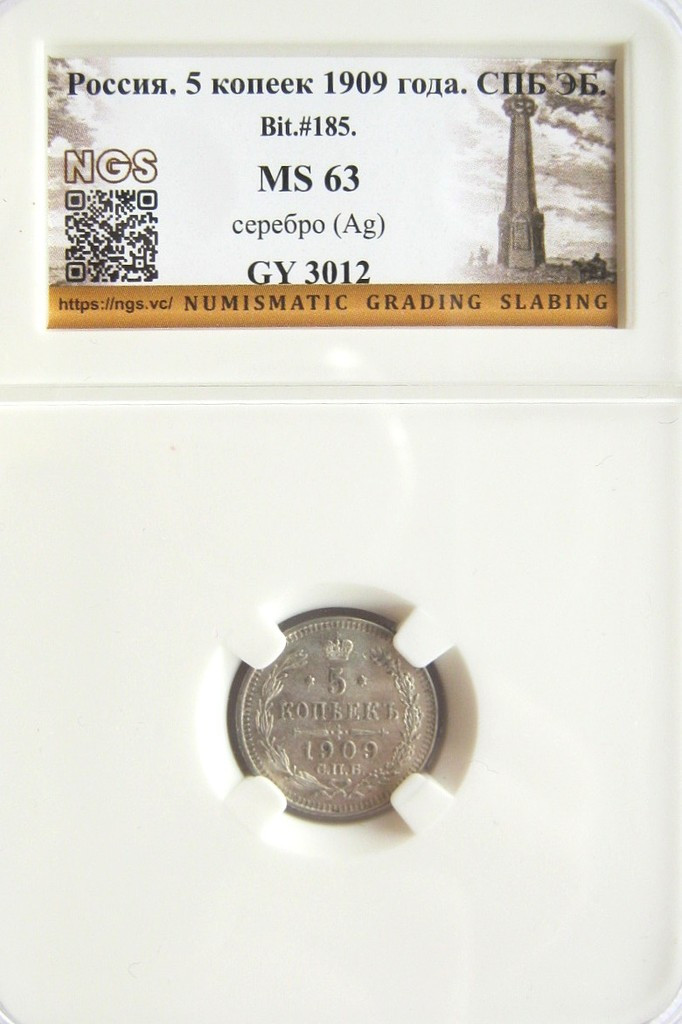 Россия. 5 копеек 1909 года. СПБ ЭБ.
Bit.#185.
NGS
MS 63
серебро (Ag)
GY 3012
https://ngs.vc/ NUMISMATIC GRADING SLABING
5
КОПѢЕКЪ
1909
С.П.Б.